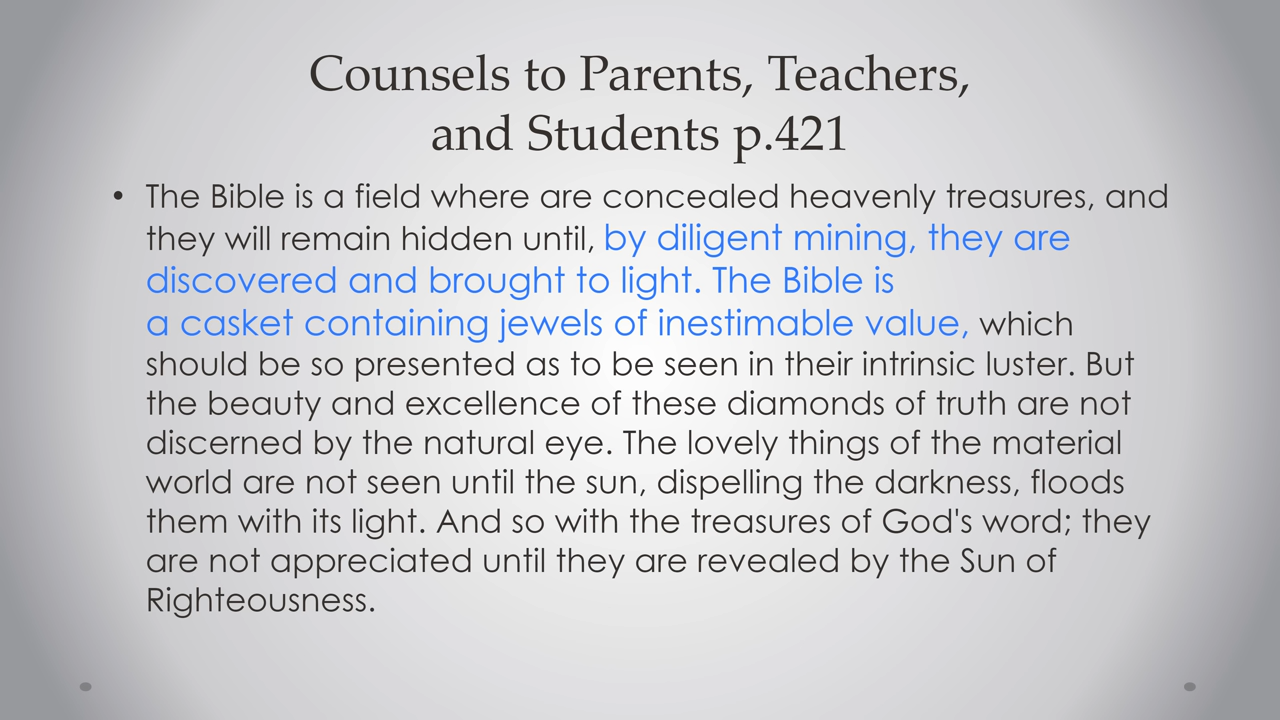 Counsels to Parents, Teachers,
and Students p.421
• The Bible is a field where are concealed heavenly treasures, and
they will remain hidden until, by diligent mining, they are
discovered and brought to light. The Bible is
a casket containing jewels of inestimable value, which
should be so presented as to be seen in their intrinsic luster. But
the beauty and excellence of these diamonds of truth are not
discerned by the natural eye. The lovely things of the material
world are not seen until the sun, dispelling the darkness, floods
them with its light. And so with the treasures of God's word; they
are not appreciated until they are revealed by the Sun of
Righteousness.